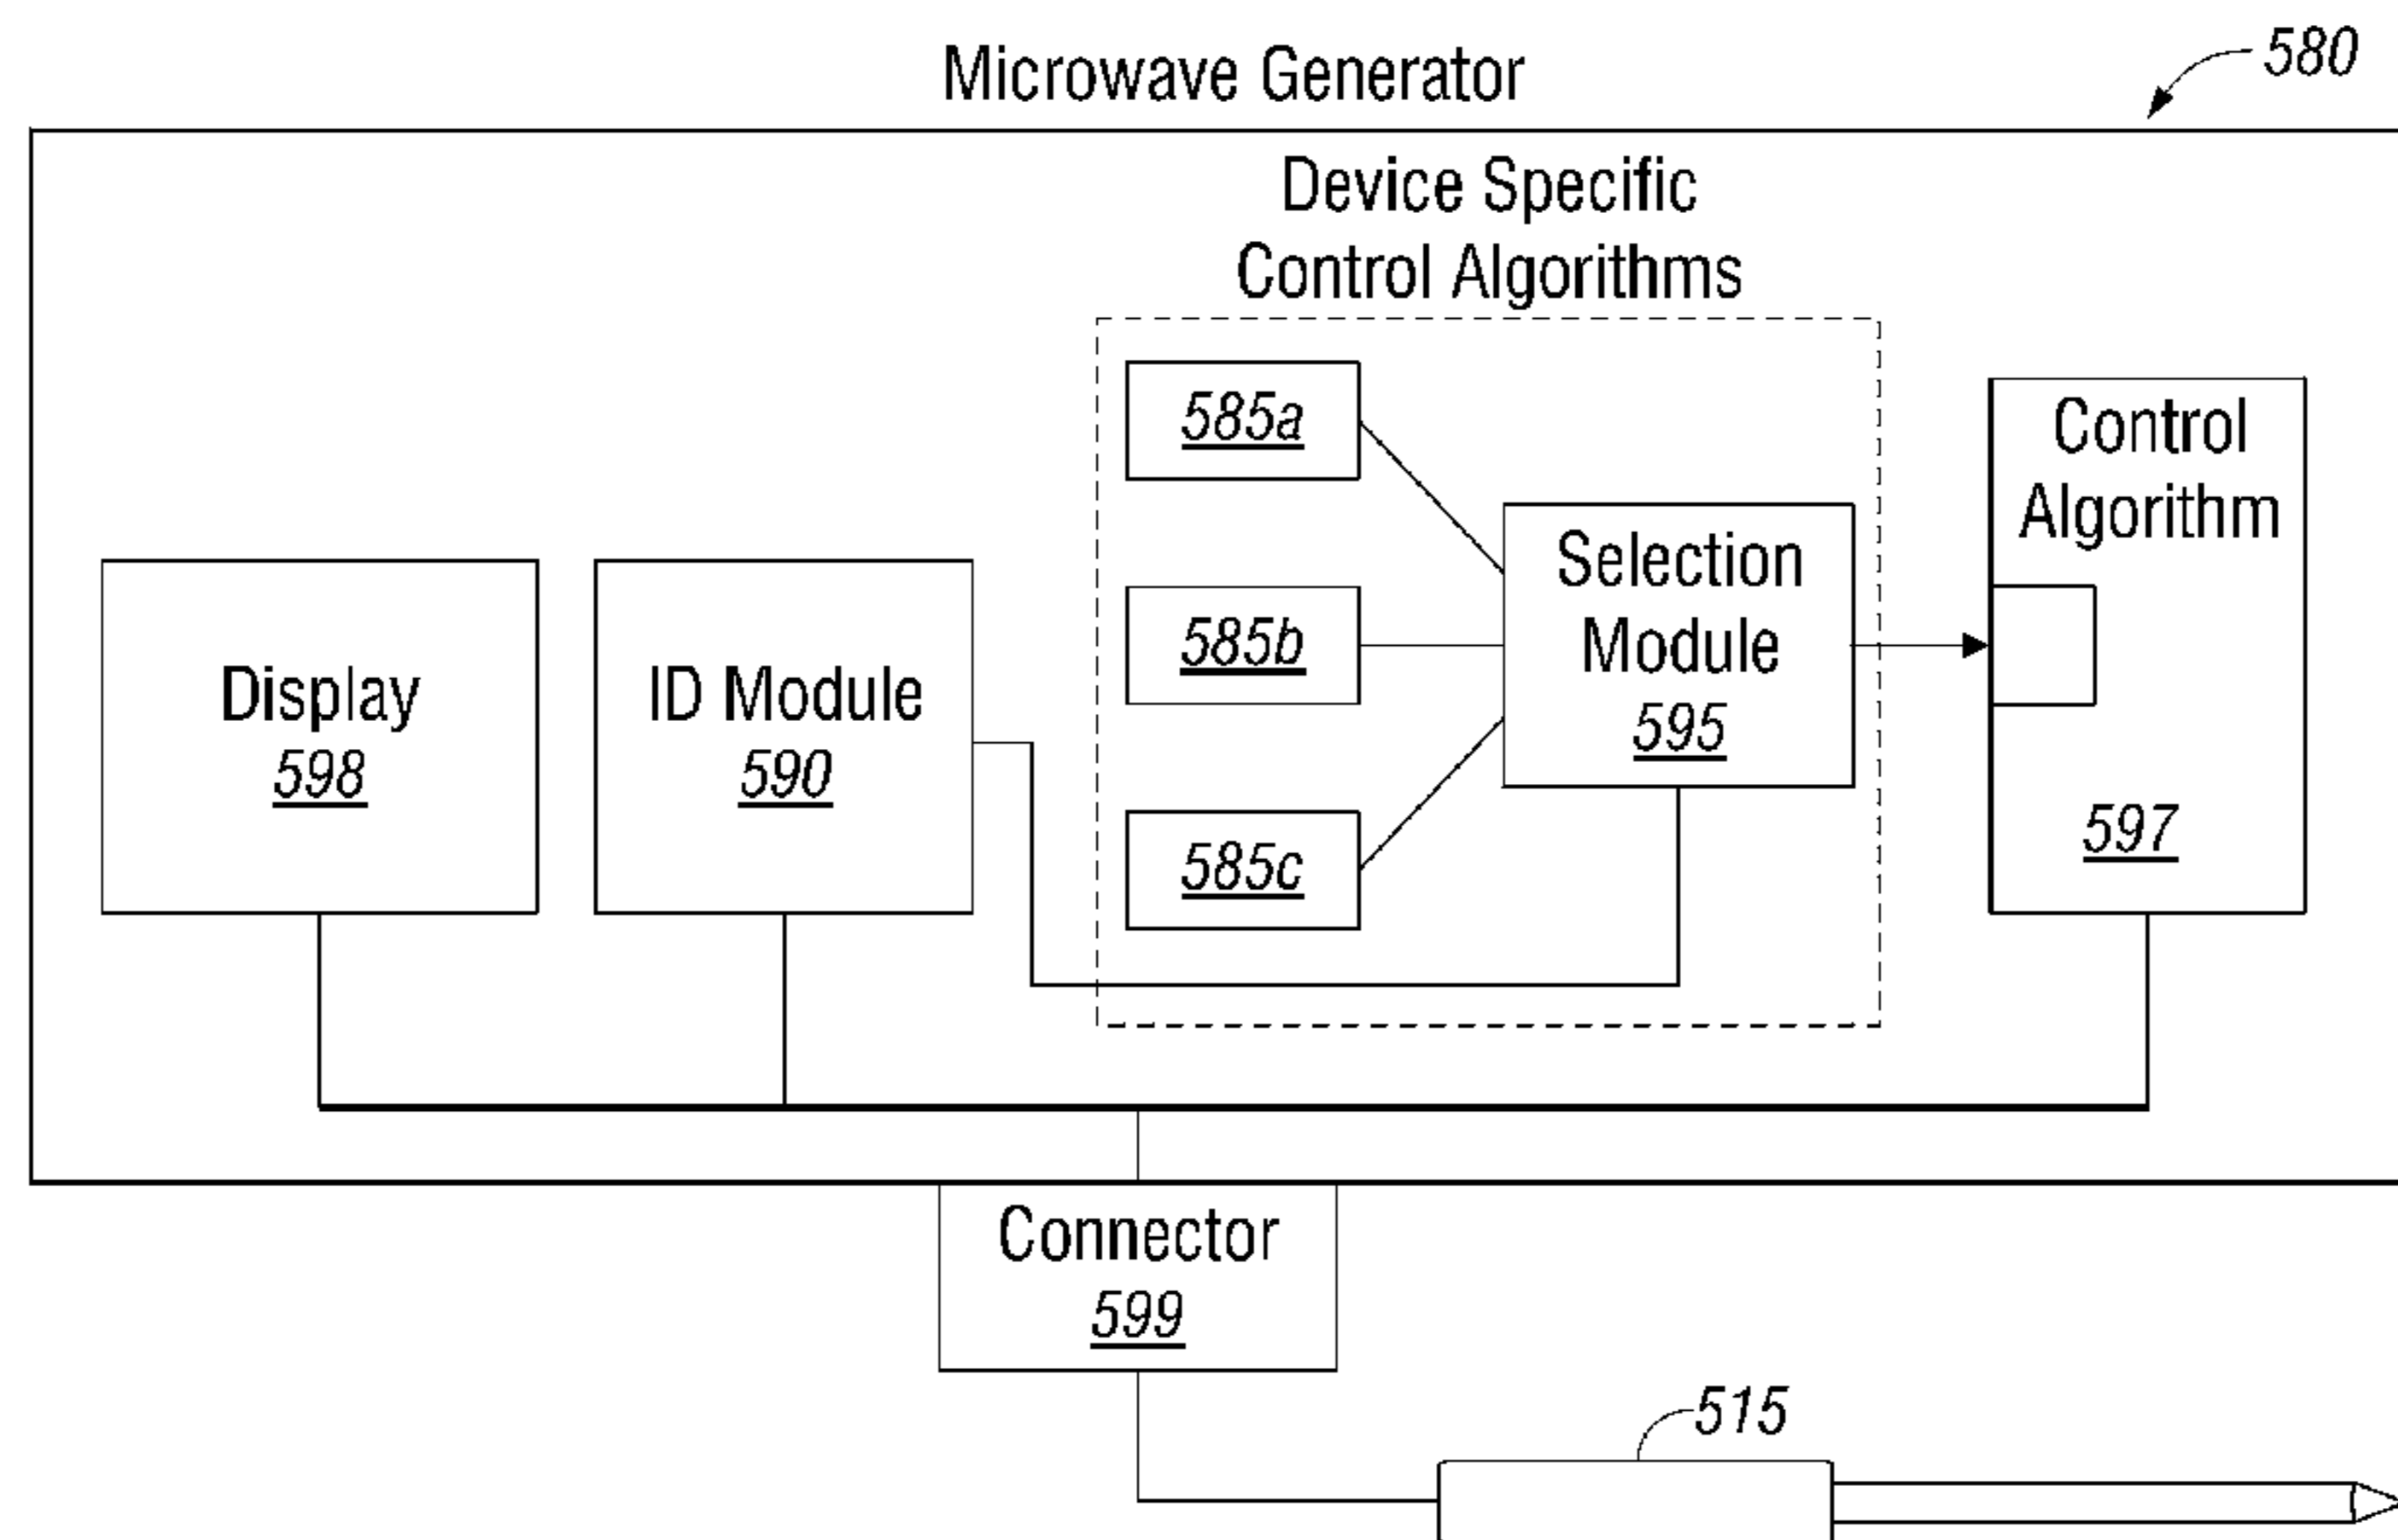 Microwave Generator
580
Device Specific
Control Algorithms
585a
585b
585c
Selection
Module
595
Control
Algorithm
597
Display
598
ID Module
590
Connector
599
515